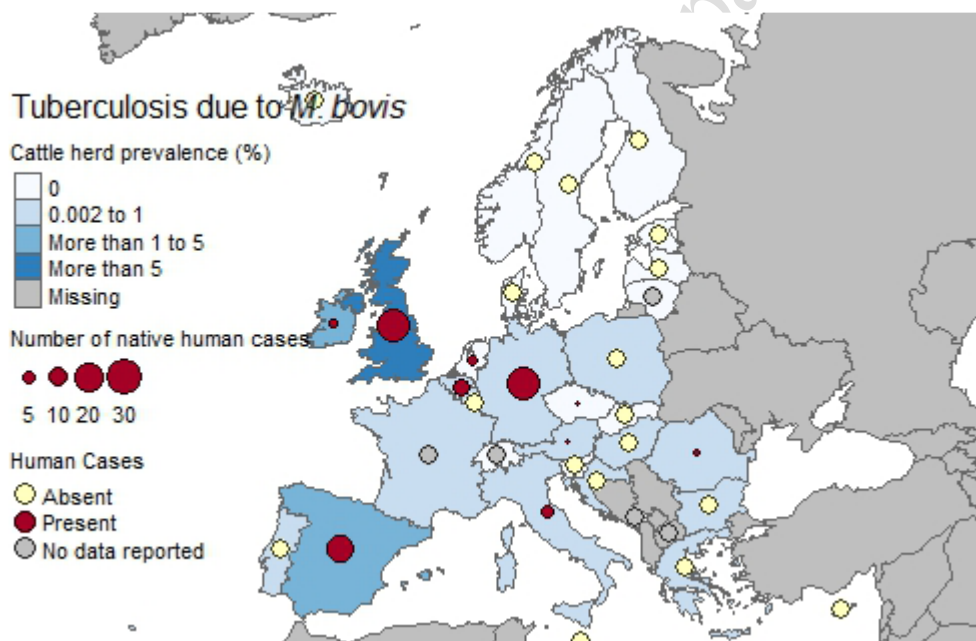 Tuberculosis due to M. bovis
Cattle herd prevalence (%)
0
0.002 to 1
More than 1 to 5
More than 5
Missing
Number of native human cases
5 10 20 30
Human Cases
Absent
Present
No data reported